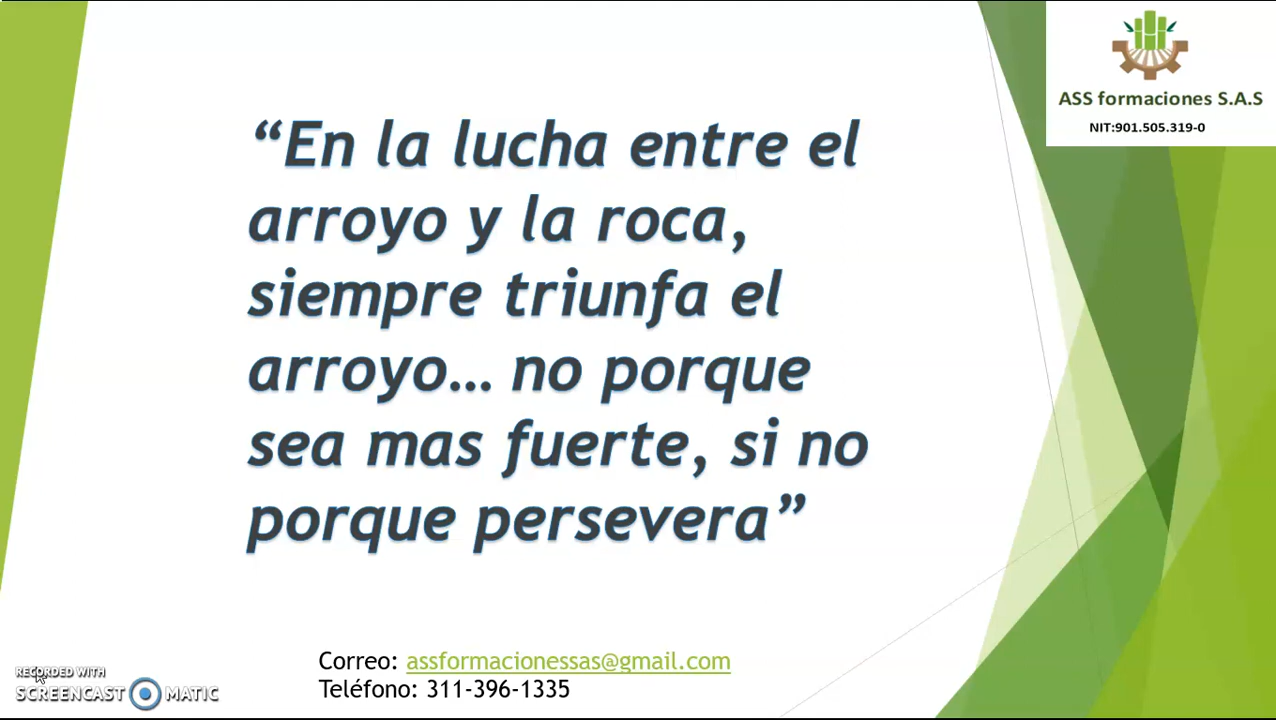 ASS formaciones S.A.S
NIT:901.505.319-0
“En la lucha entre el
arroyo y la roca,
siempre triunfa el
arroyo... no porque
sea mas fuerte, si no
porque persevera”
Correo: assformacionessas@gmail.com
Teléfono: 311-396-1335
RECORDED WITH
SCREENCAST MATIC